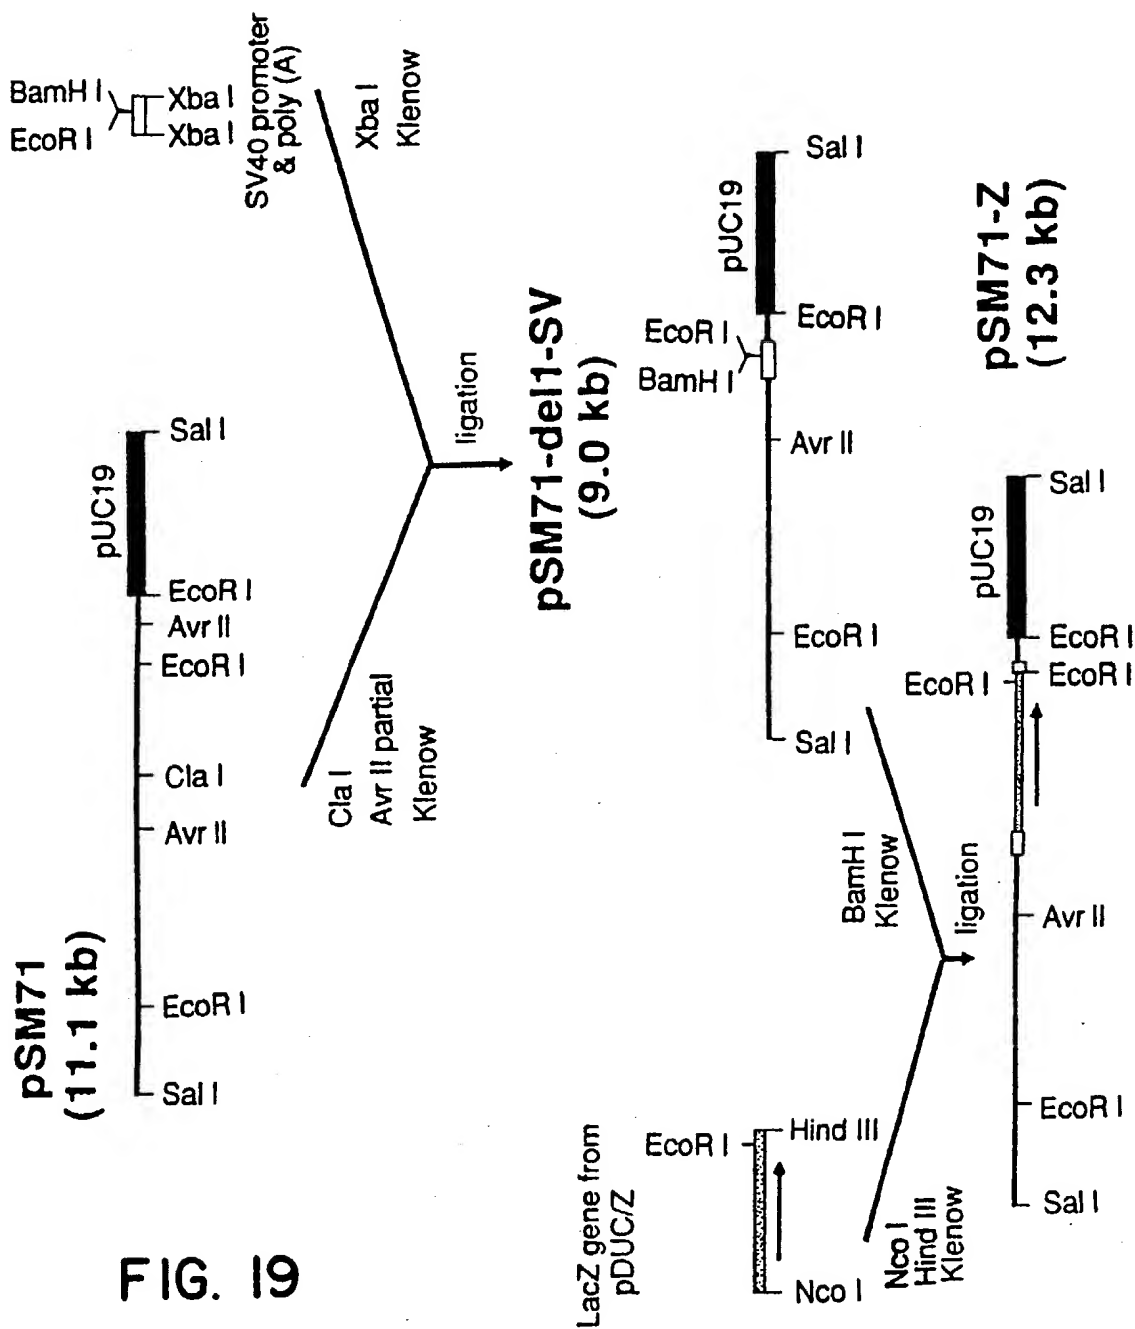 pSM71
(11.1 kb)
pUC19
Sal I
EcoR I
Cla I
Avr II
EcoR I
Avr II
EcoR I
Sal I
BamH I
EcoR I
Xba I
Xba I
SV40 promoter
& poly (A)
Cla I
Avr II partial
Klenow
Xba I
Klenow
ligation
pSM71-del1-SV
(9.0 kb)
pUC19
EcoR I
BamH I
Sal I
EcoR I
Avr II
EcoR I
Sal I
LacZ gene from
pDUC/Z
EcoR I
Hind III
Nco I
Nco I
Hind III
Klenow
BamH I
Klenow
ligation
pSM71-Z
(12.3 kb)
pUC19
EcoR I
Sal I
EcoR I
Avr II
EcoR I
EcoR I
Sal I
FIG. 19